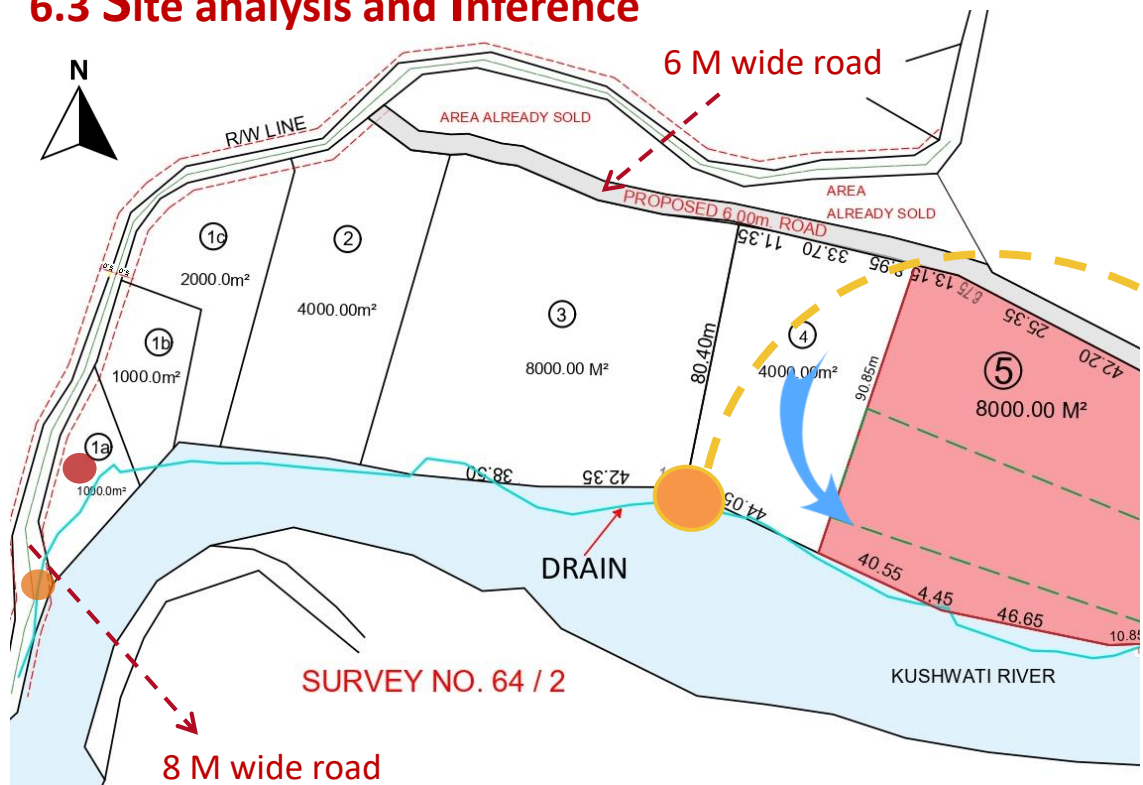 6.3 Site analysis and Inference
6 M wide road
N
R/W LINE
AREA ALREADY SOLD
AREA
ALREADY SOLD
PROPOSED 6.00m. ROAD
1c
2000.0m²
2
4000.00m²
3
8000.00 M²
1b
1000.0m²
1a
1000.0m²
11.35
33.70
13.15
6.75
25.35
42.20
80.40m
4
4000.00m²
90.85m
5
8000.00 M²
38.50
42.35
44.05
40.55
4.45
46.65
10.85
DRAIN
KUSHWATI RIVER
SURVEY NO. 64 / 2
8 M wide road